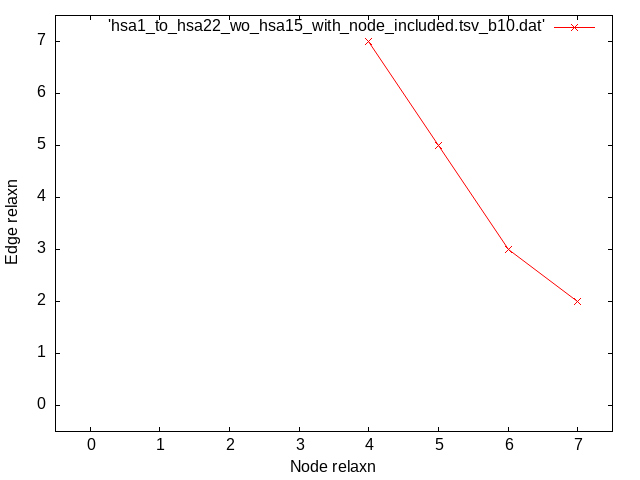 'hsa1_to_hsa22_wo_hsa15_with_node_included.tsv_b10.dat'
7
6
5
4
3
2
1
0
Edge relaxn
0 1 2 3 4 5 6 7
Node relaxn